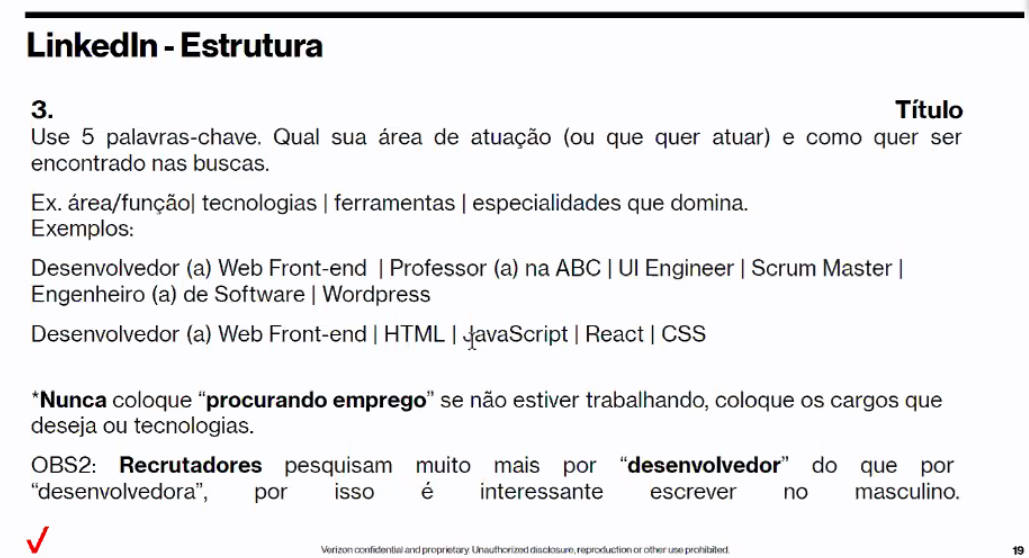 LinkedIn - Estrutura
3. Título
Use 5 palavras-chave. Qual sua área de atuação (ou que quer atuar) e como quer ser
encontrado nas buscas.
Ex. área/função| tecnologias | ferramentas | especialidades que domina.
Exemplos:
Desenvolvedor (a) Web Front-end | Professor (a) na ABC | UI Engineer | Scrum Master |
Engenheiro (a) de Software | Wordpress
Desenvolvedor (a) Web Front-end | HTML | JavaScript | React | CSS
*Nunca coloque “procurando emprego” se não estiver trabalhando, coloque os cargos que
deseja ou tecnologias.
OBS2: Recrutadores pesquisam muito mais por “desenvolvedor” do que por
“desenvolvedora”, por isso é interessante escrever no masculino.
Verizon confidential and proprietary. Unauthorized disclosure, reproduction or other use prohibited.
19